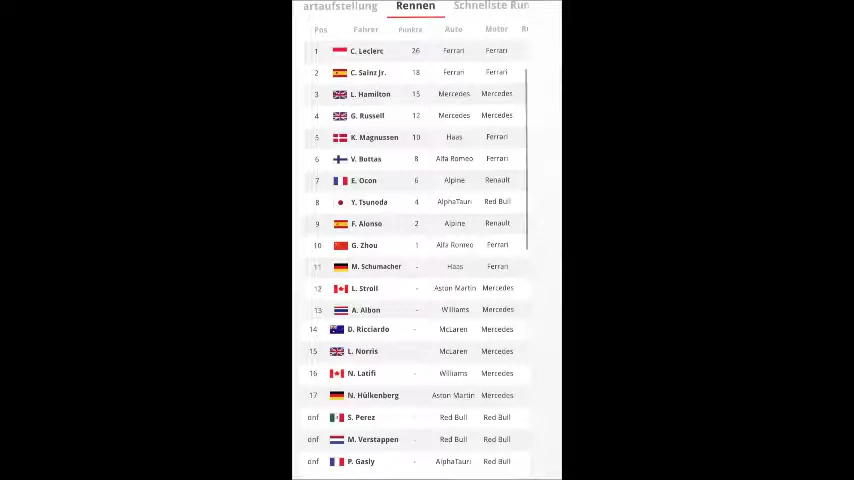 artaufstellung Rennen Schnellste Run
Pos Fahrer Punkte Auto Motor Ru
1 C. Leclerc 26 Ferrari Ferrari
2 C. Sainz Jr. 18 Ferrari Ferrari
3 L. Hamilton 15 Mercedes Mercedes
4 G. Russell 12 Mercedes Mercedes
5 K. Magnussen 10 Haas Ferrari
6 V. Bottas 8 Alfa Romeo Ferrari
7 E. Ocon 6 Alpine Renault
8 Y. Tsunoda 4 AlphaTauri Red Bull
9 F. Alonso 2 Alpine Renault
10 G. Zhou 1 Alfa Romeo Ferrari
11 M. Schumacher - Haas Ferrari
12 L. Stroll - Aston Martin Mercedes
13 A. Albon - Williams Mercedes
14 D. Ricciardo - McLaren Mercedes
15 L. Norris - McLaren Mercedes
16 N. Latifi - Williams Mercedes
17 N. Hülkenberg - Aston Martin Mercedes
dnf S. Perez - Red Bull Red Bull
dnf M. Verstappen - Red Bull Red Bull
dnf P. Gasly - AlphaTauri Red Bull